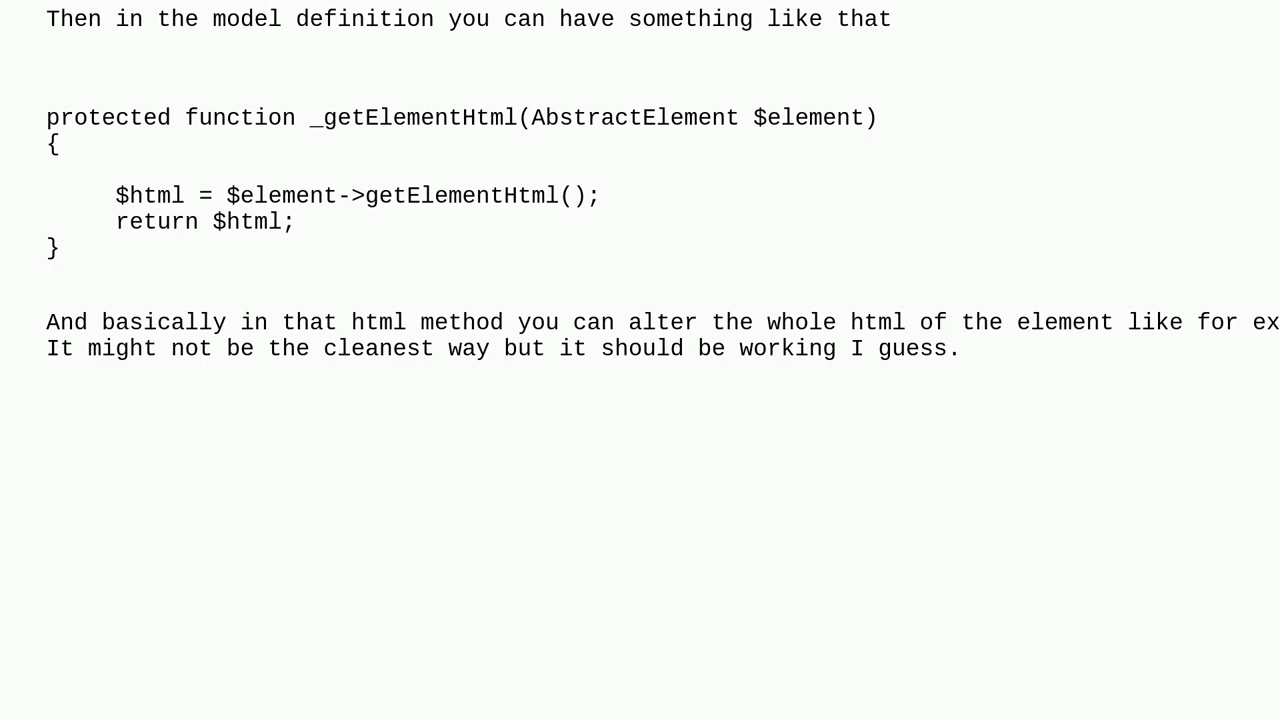 Then in the model definition you can have something like that
protected function _getElementHtml(AbstractElement $element)
{
$html = $element->getElementHtml();
return $html;
}
And basically in that html method you can alter the whole html of the element like for ex
It might not be the cleanest way but it should be working I guess.